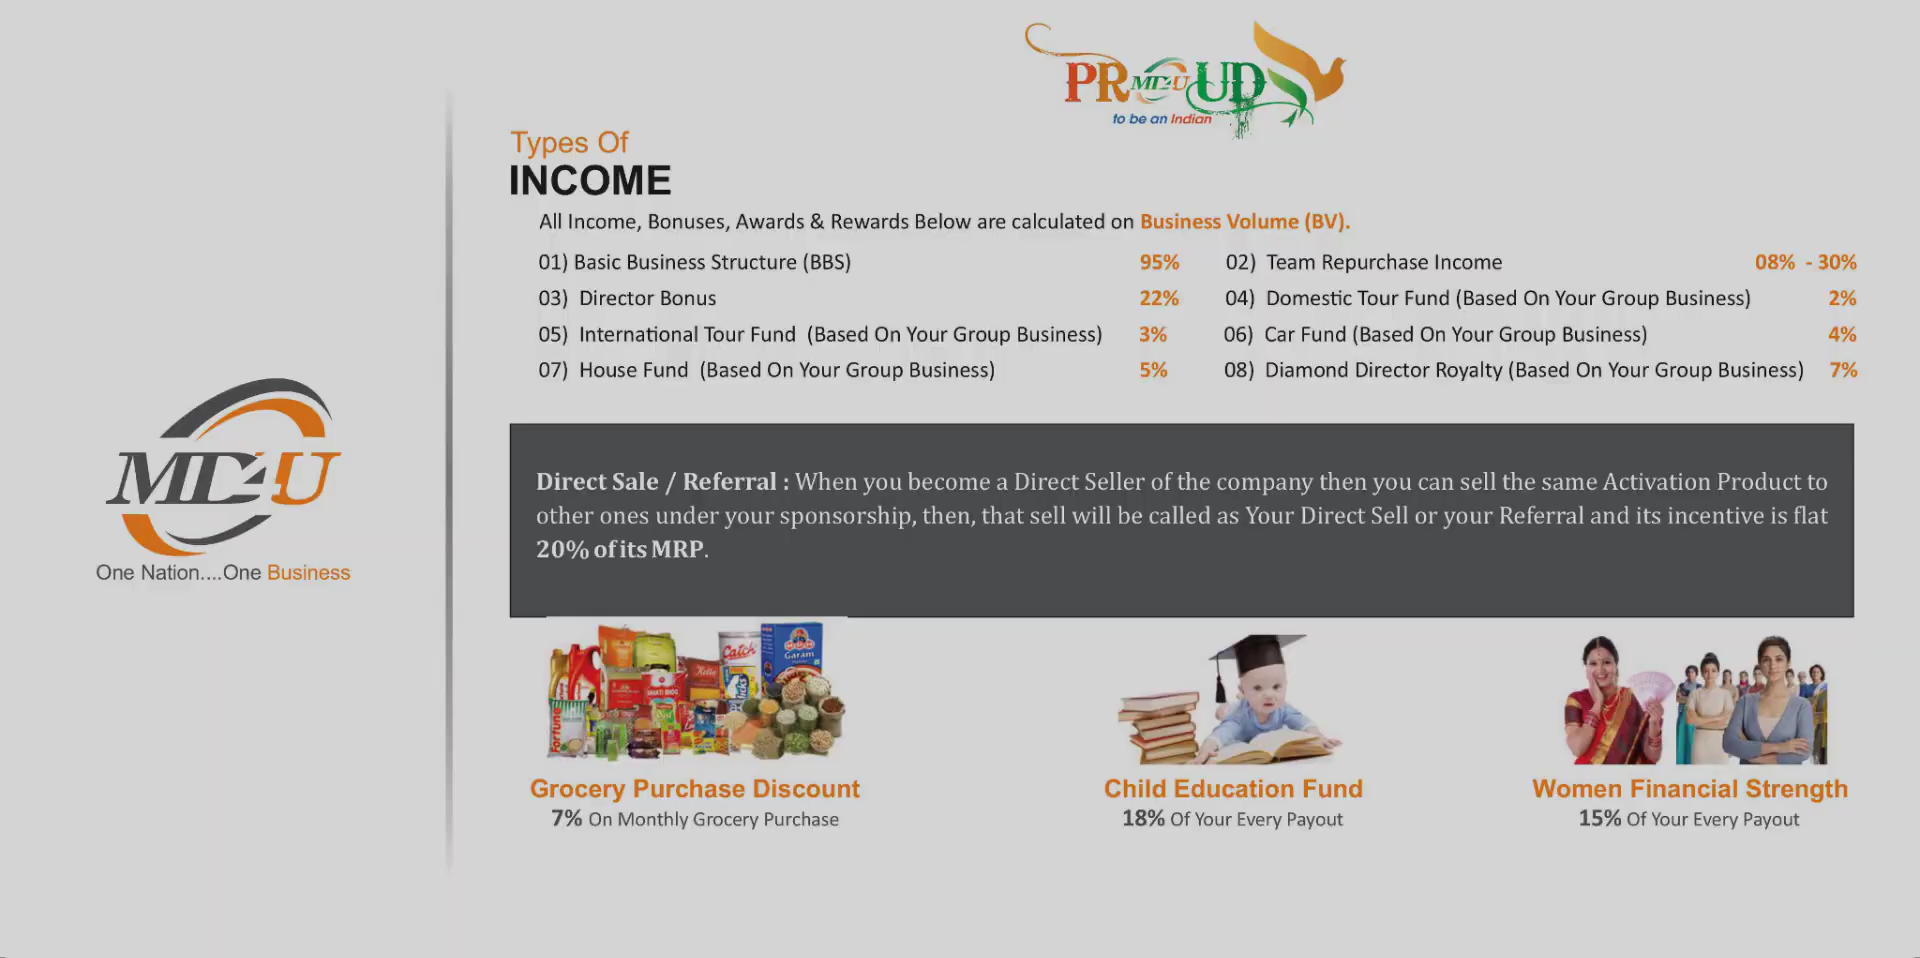 PROUD
MD4U
to be an Indian
Types Of
INCOME
All Income, Bonuses, Awards & Rewards Below are calculated on Business Volume (BV).
01) Basic Business Structure (BBS) 95% 02) Team Repurchase Income 08% - 30%
03) Director Bonus 22% 04) Domestic Tour Fund (Based On Your Group Business) 2%
05) International Tour Fund (Based On Your Group Business) 3% 06) Car Fund (Based On Your Group Business) 4%
07) House Fund (Based On Your Group Business) 5% 08) Diamond Director Royalty (Based On Your Group Business) 7%
MD4U
One Nation....One Business
Direct Sale / Referral : When you become a Direct Seller of the company then you can sell the same Activation Product to
other ones under your sponsorship, then, that sell will be called as Your Direct Sell or your Referral and its incentive is flat
20% of its MRP.
Catch
Garam
fortune
Grocery Purchase Discount
7% On Monthly Grocery Purchase
Child Education Fund
18% Of Your Every Payout
Women Financial Strength
15% Of Your Every Payout